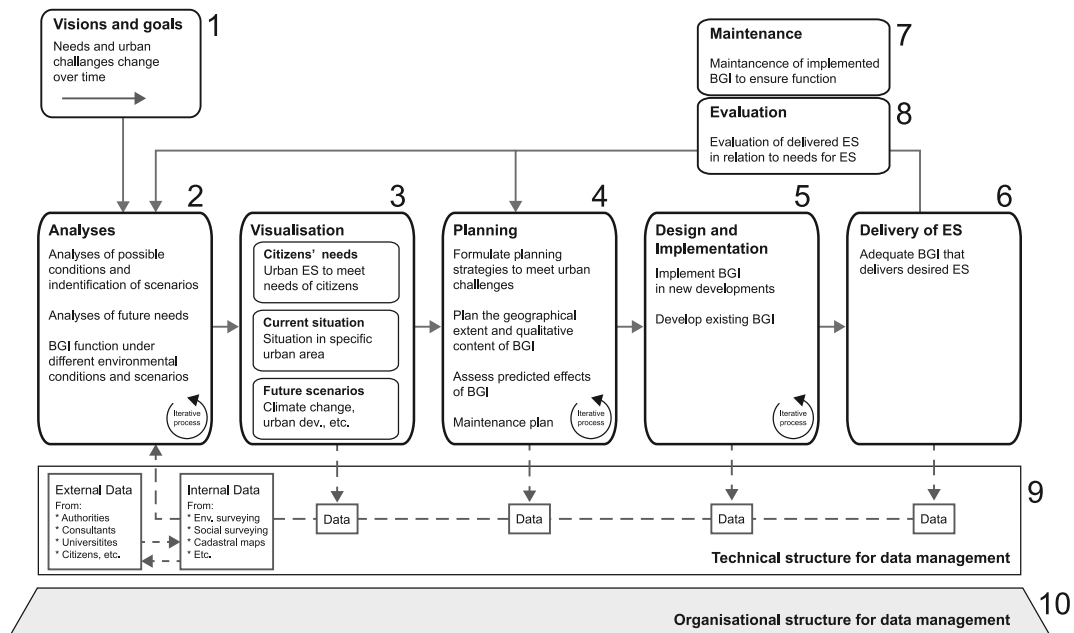 Visions and goals
1
Needs and urban
challanges change
over time
Maintenance
7
Maintancence of implemented
BGI to ensure function
Evaluation
8
Evaluation of delivered ES
in relation to needs for ES
2
Analyses
Analyses of possible
conditions and
indentification of scenarios
Analyses of future needs
BGI function under
different environmental
conditions and scenarios
Iterative
process
3
Visualisation
Citizens' needs
Urban ES to meet
needs of citizens
Current situation
Situation in specific
urban area
Future scenarios
Climate change,
urban dev., etc.
4
Planning
Formulate planning
strategies to meet urban
challenges
Plan the geographical
extent and qualitative
content of BGI
Assess predicted effects
of BGI
Maintenance plan
Iterative
process
5
Design and
Implementation
Implement BGI
in new developments
Develop existing BGI
Iterative
process
6
Delivery of ES
Adequate BGI that
delivers desired ES
9
External Data
From:
* Authorities
* Consultants
* Universitites
* Citizens, etc.
Internal Data
From:
* Env. surveying
* Social surveying
* Cadastral maps
* Etc.
Data
Data
Data
Data
Technical structure for data management
10
Organisational structure for data management